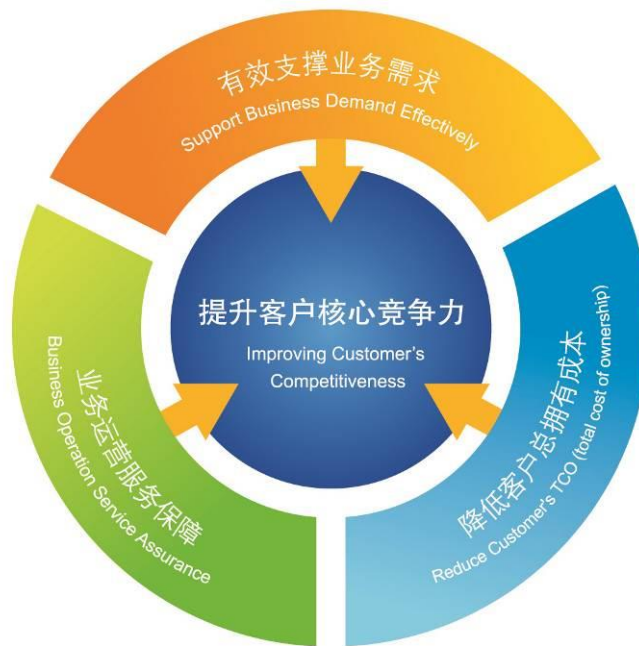 有效支撑业务需求
Support Business Demand Effectively
提升客户核心竞争力
Improving Customer's
Competitiveness
业务运营服务保障
Business Operation Service Assurance
降低客户总拥有成本
Reduce Customer's TCO (total cost of ownership)